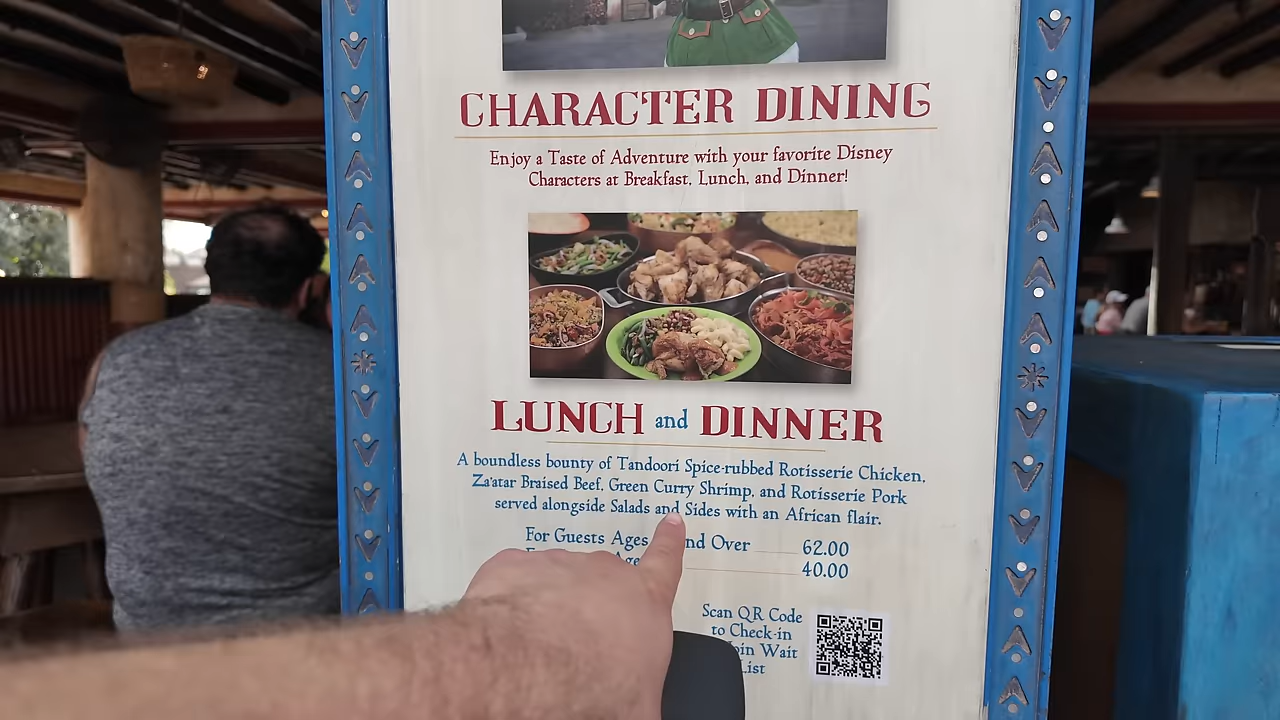 CHARACTER DINING
Enjoy a Taste of Adventure with your favorite Disney
Characters at Breakfast, Lunch, and Dinner!
LUNCH and DINNER
A boundless bounty of Tandoori Spice-rubbed Rotisserie Chicken,
Za'atar Braised Beef, Green Curry Shrimp, and Rotisserie Pork
served alongside Salads and Sides with an African flair.
For Guests Ages and Over 62.00
40.00
Scan QR Code
to Check-in
Wait